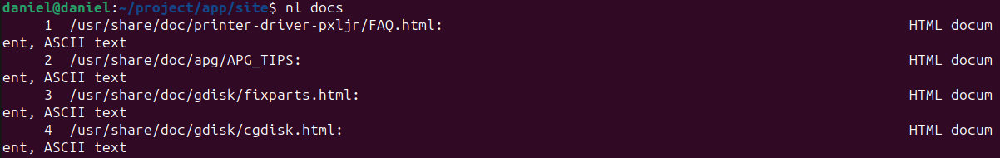 daniel@daniel:~/project/app/site$ nl docs
     1  /usr/share/doc/printer-driver-pxljr/FAQ.html:                                                       HTML docum
ent, ASCII text
     2  /usr/share/doc/apg/APG_TIPS:                                                                        HTML docum
ent, ASCII text
     3  /usr/share/doc/gdisk/fixparts.html:                                                                 HTML docum
ent, ASCII text
     4  /usr/share/doc/gdisk/cgdisk.html:                                                                   HTML docum
ent, ASCII text